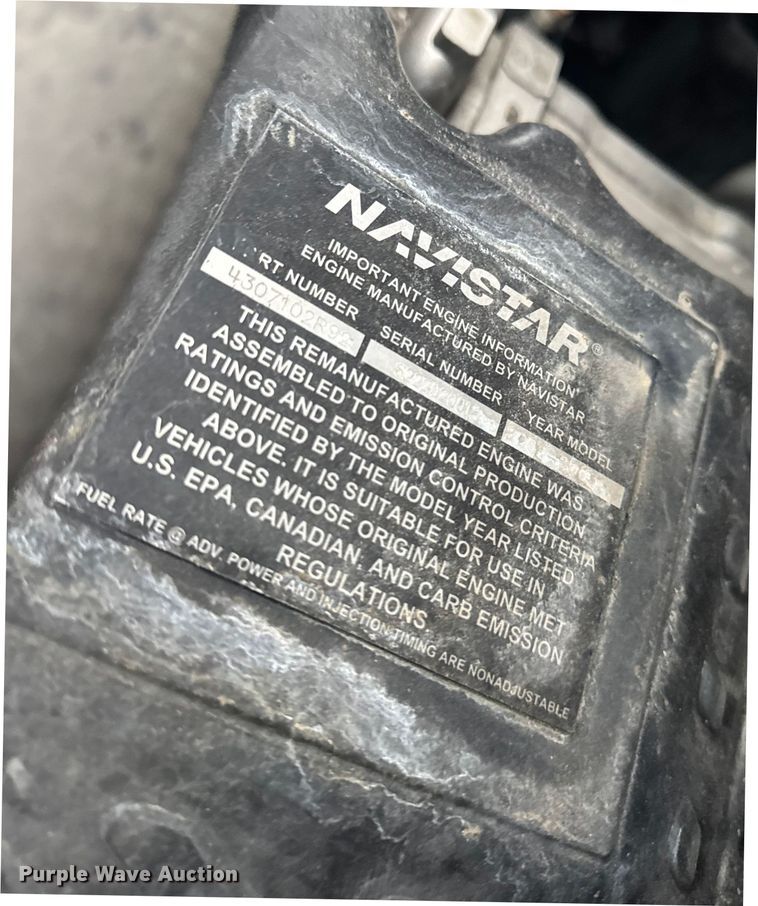 NAVISTAR®
IMPORTANT ENGINE INFORMATION
ENGINE MANUFACTURED BY NAVISTAR
RT NUMBER SERIAL NUMBER YEAR MODEL
4307102R92
THIS REMANUFACTURED ENGINE WAS
ASSEMBLED TO ORIGINAL PRODUCTION
RATINGS AND EMISSION CONTROL CRITERIA
IDENTIFIED BY THE MODEL YEAR LISTED
ABOVE. IT IS SUITABLE FOR USE IN
VEHICLES WHOSE ORIGINAL ENGINE MET
U.S. EPA, CANADIAN, AND CARB EMISSION
REGULATIONS
FUEL RATE @ ADV. POWER AND INJECTION TIMING ARE NONADJUSTABLE
Purple Wave Auction